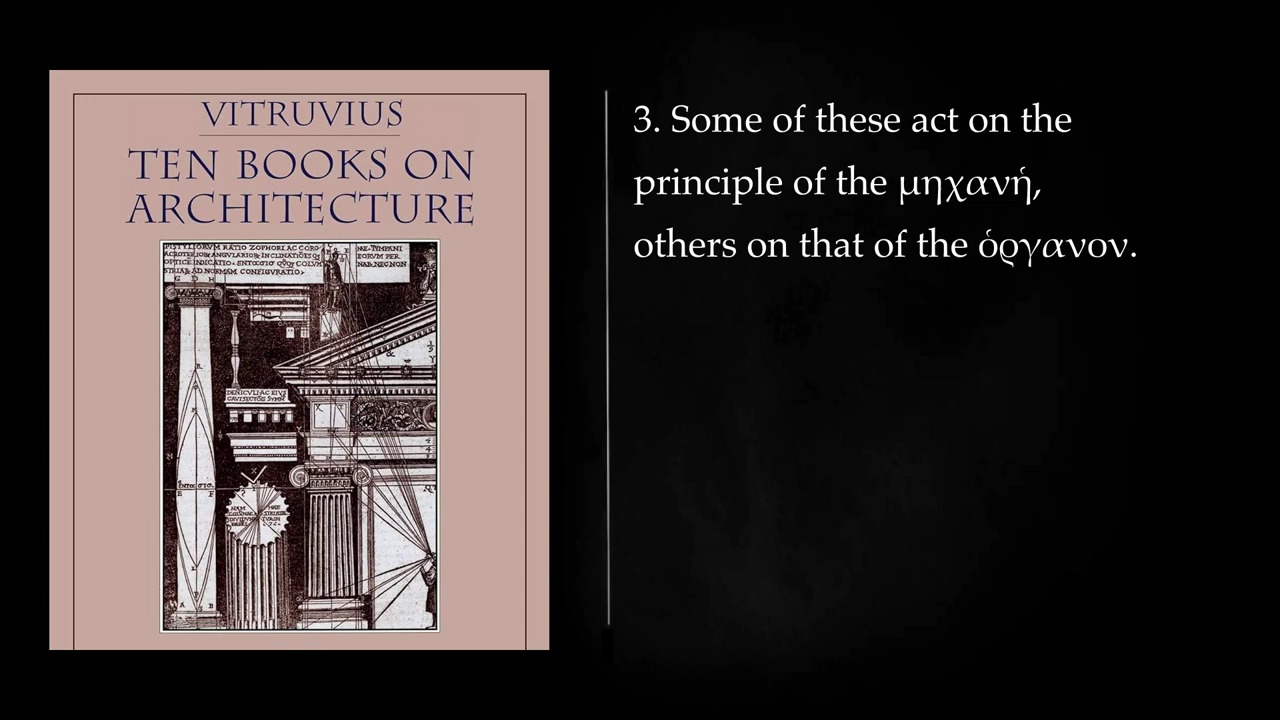 VITRUVIUS
TEN BOOKS ON
ARCHITECTURE
3. Some of these act on the
principle of the μηχανή,
others on that of the ὁργανον.